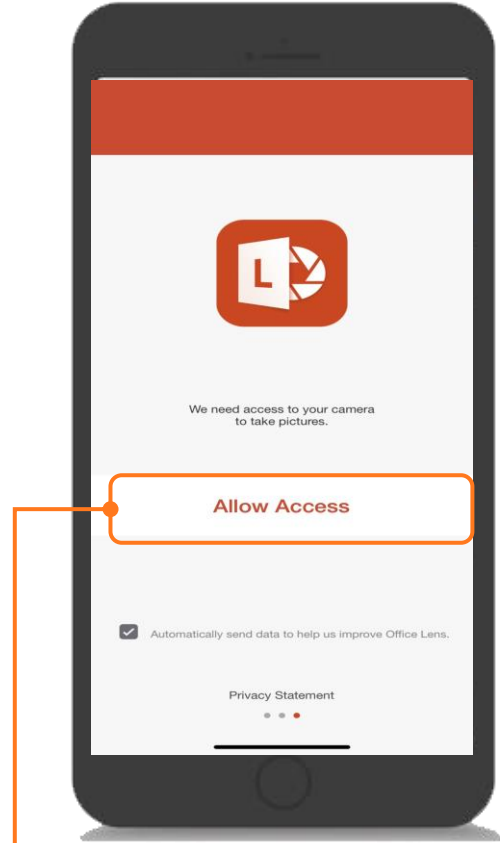 L
We need access to your camera
to take pictures.
Allow Access
Automatically send data to help us improve Office Lens.
Privacy Statement